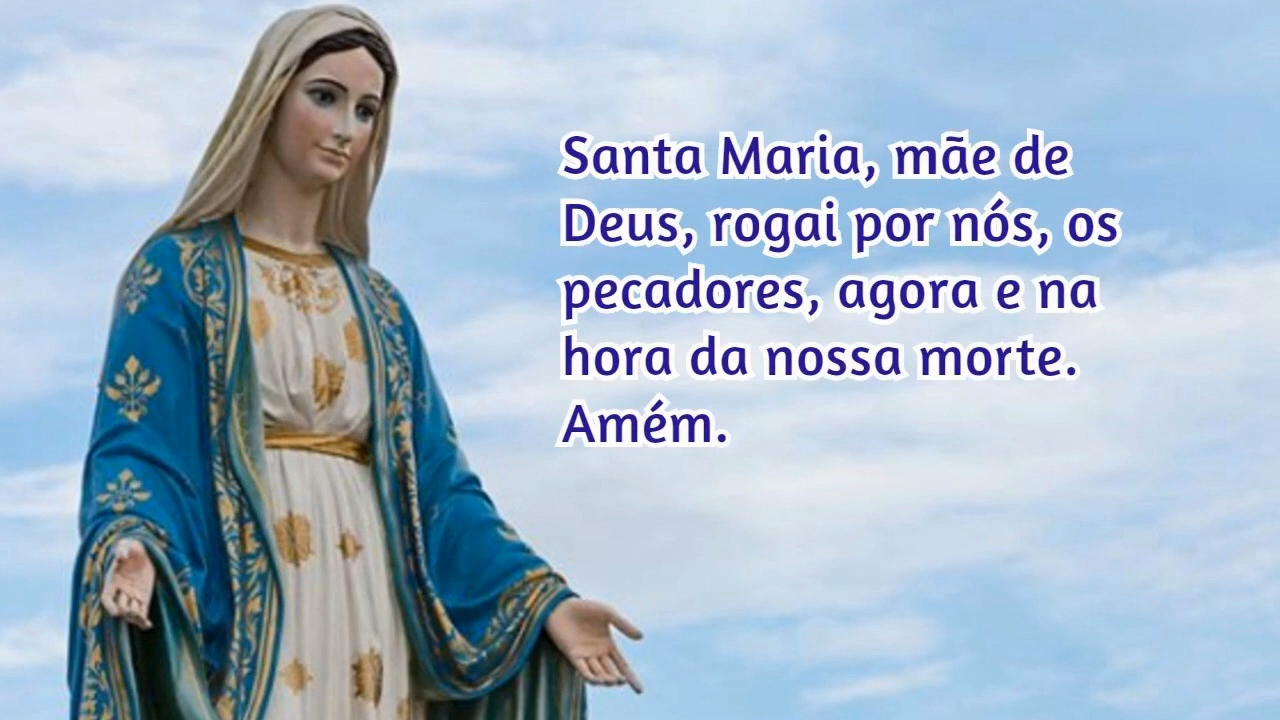 Santa Maria, mãe de
Deus, rogai por nós, os
pecadores, agora e na
hora da nossa morte.
Amém.